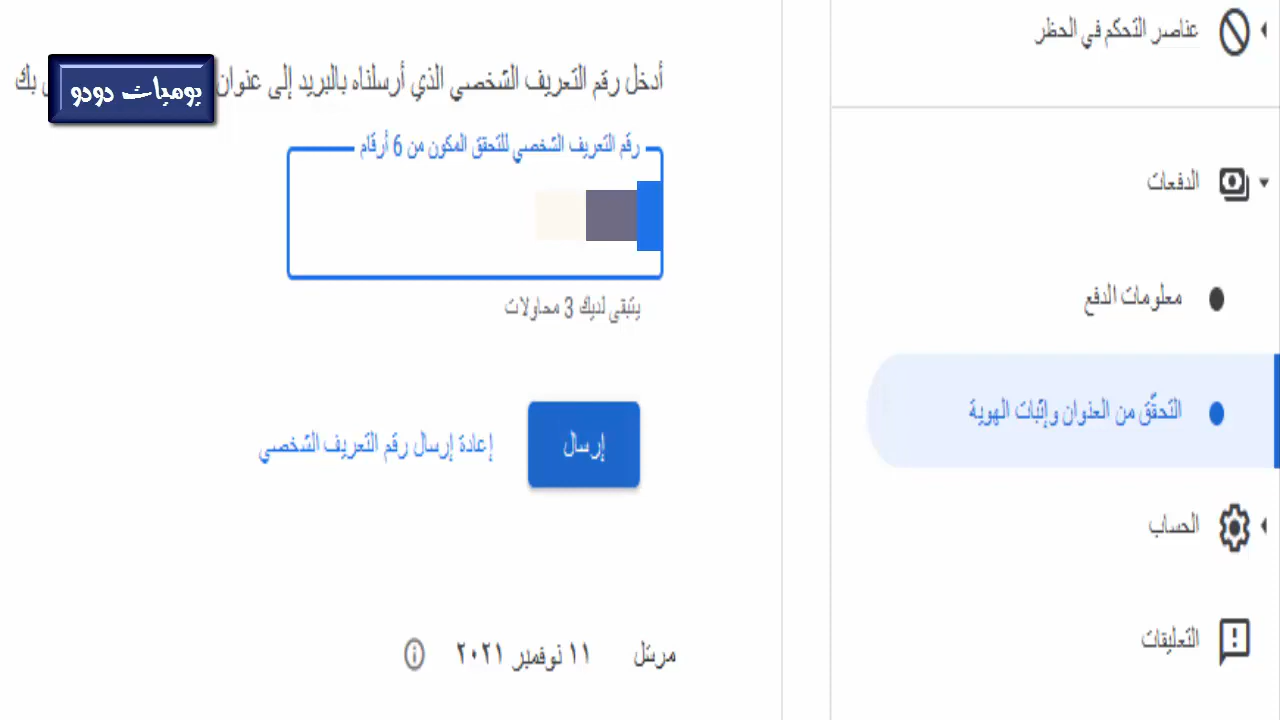 عناصر التحكم في الحظر
الدفعات
معلومات الدفع
التحقّق من العنوان وإثبات الهوية
الحساب
التعليقات
أدخل رقم التعريف الشخصي الذي أرسلناه بالبريد إلى عنوان بك
يوميات دودو
رقم التعريف الشخصي للتحقق المكون من 6 أرقام
يتبقى لديك 3 محاولات
إرسال
إعادة إرسال رقم التعريف الشخصي
مرسَل ١١ نوفمبر ٢٠٢١